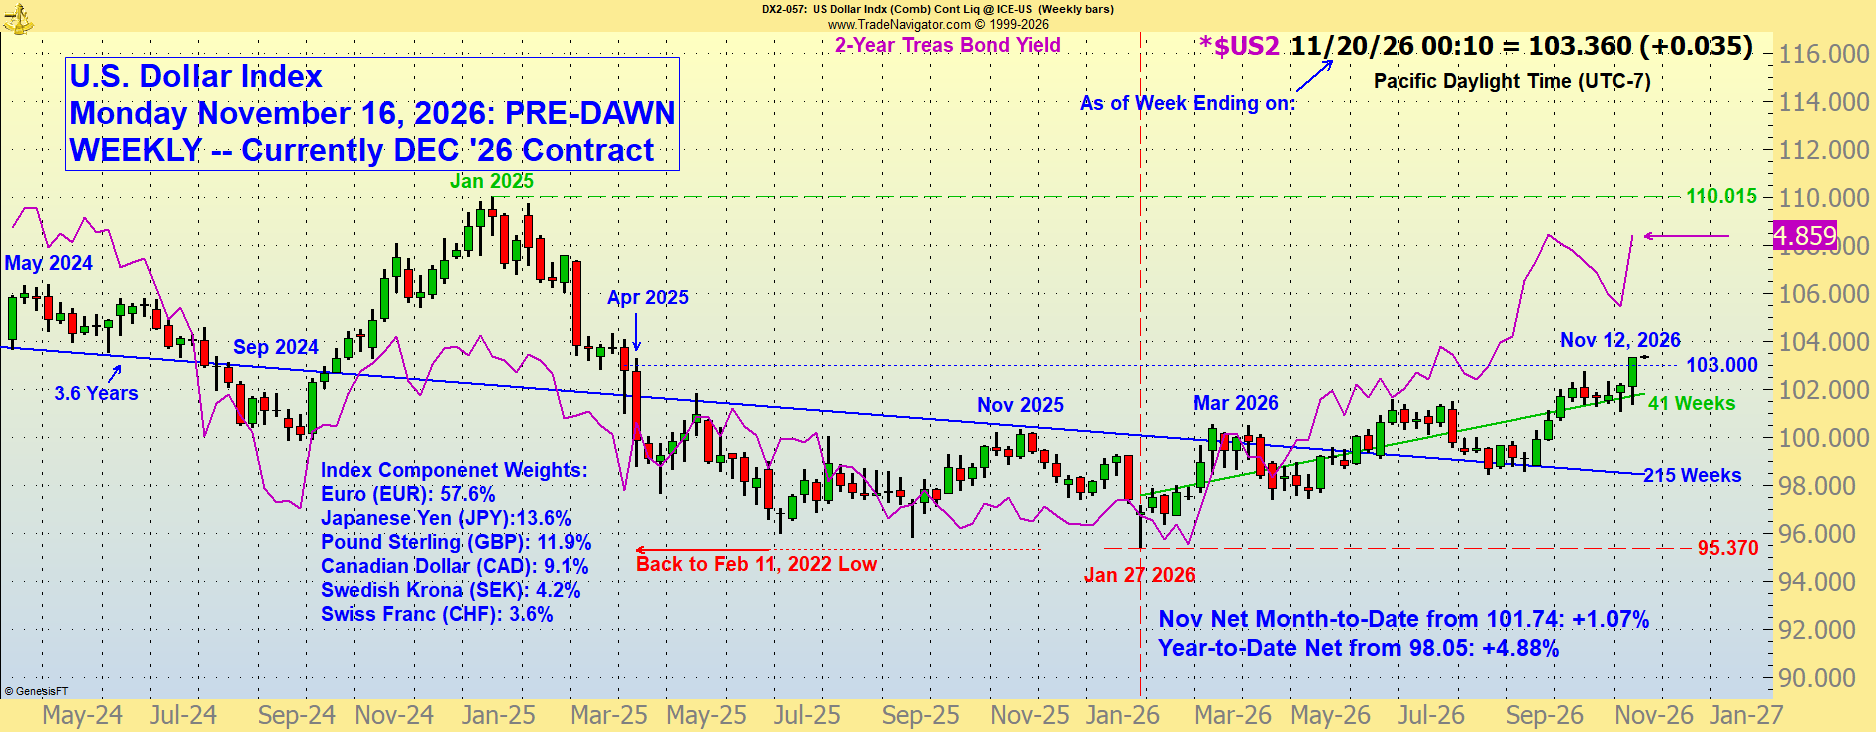 DX2-057: US Dollar Indx (Comb) Cont Liq @ ICE-US (Weekly bars)
www.TradeNavigator.com © 1999-2026
2-Year Treas Bond Yield
*$US2 11/20/26 00:10 = 103.360 (+0.035)
Pacific Daylight Time (UTC-7)
As of Week Ending on:
U.S. Dollar Index
Monday November 16, 2026: PRE-DAWN
WEEKLY -- Currently DEC '26 Contract
Jan 2025
110.015
4.859
May 2024
Apr 2025
Sep 2024
Nov 12, 2026
103.000
3.6 Years
Nov 2025
Mar 2026
41 Weeks
215 Weeks
Index Componenet Weights:
Euro (EUR): 57.6%
Japanese Yen (JPY):13.6%
Pound Sterling (GBP): 11.9%
Canadian Dollar (CAD): 9.1%
Swedish Krona (SEK): 4.2%
Swiss Franc (CHF): 3.6%
Back to Feb 11, 2022 Low
95.370
Jan 27 2026
Nov Net Month-to-Date from 101.74: +1.07%
Year-to-Date Net from 98.05: +4.88%
116.000
114.000
112.000
110.000
106.000
104.000
102.000
100.000
98.000
96.000
94.000
92.000
90.000
© GenesisFT
May-24 Jul-24 Sep-24 Nov-24 Jan-25 Mar-25 May-25 Jul-25 Sep-25 Nov-25 Jan-26 Mar-26 May-26 Jul-26 Sep-26 Nov-26 Jan-27